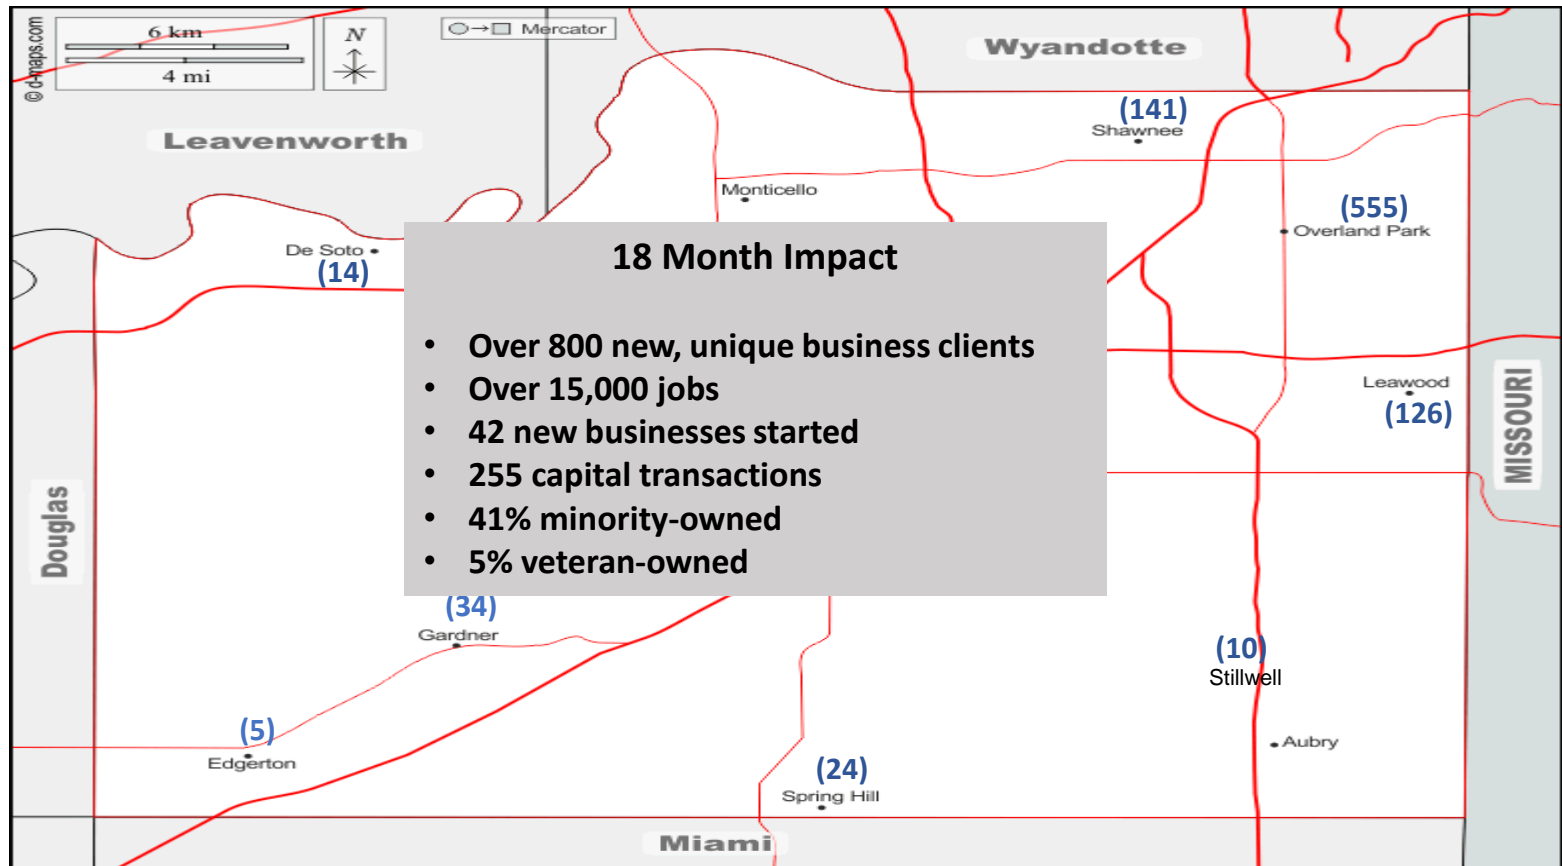 © d-maps.com
6 km
4 mi
N
Mercator
Wyandotte
Leavenworth
(141)
Shawnee
Monticello
(555)
Overland Park
De Soto
(14)
18 Month Impact
• Over 800 new, unique business clients
• Over 15,000 jobs
• 42 new businesses started
• 255 capital transactions
• 41% minority-owned
• 5% veteran-owned
Leawood
(126)
MISSOURI
Douglas
(34)
Gardner
(10)
Stillwell
(5)
Edgerton
Aubry
(24)
Spring Hill
Miami